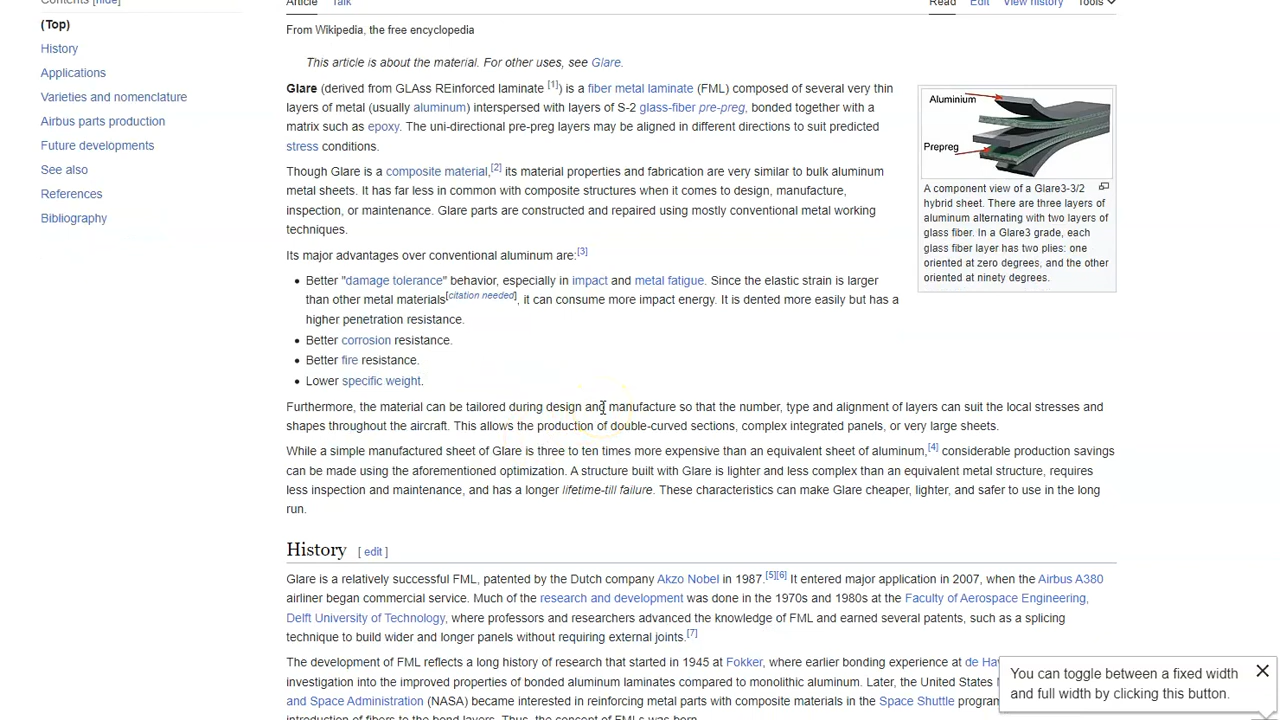 Contents [hide]
(Top)
History
Applications
Varieties and nomenclature
Airbus parts production
Future developments
See also
References
Bibliography
Article Talk
Read Edit View history Tools
From Wikipedia, the free encyclopedia
This article is about the material. For other uses, see Glare.
Glare (derived from GLAss REinforced laminate [1]) is a fiber metal laminate (FML) composed of several very thin
layers of metal (usually aluminum) interspersed with layers of S-2 glass-fiber pre-preg, bonded together with a
matrix such as epoxy. The uni-directional pre-preg layers may be aligned in different directions to suit predicted
stress conditions.
Though Glare is a composite material,[2] its material properties and fabrication are very similar to bulk aluminum
metal sheets. It has far less in common with composite structures when it comes to design, manufacture,
inspection, or maintenance. Glare parts are constructed and repaired using mostly conventional metal working
techniques.
Its major advantages over conventional aluminum are:[3]
• Better "damage tolerance" behavior, especially in impact and metal fatigue. Since the elastic strain is larger
than other metal materials[citation needed], it can consume more impact energy. It is dented more easily but has a
higher penetration resistance.
• Better corrosion resistance.
• Better fire resistance.
• Lower specific weight.
Aluminium
Prepreg
A component view of a Glare3-3/2
hybrid sheet. There are three layers of
aluminum alternating with two layers of
glass fiber. In a Glare3 grade, each
glass fiber layer has two plies: one
oriented at zero degrees, and the other
oriented at ninety degrees.
Furthermore, the material can be tailored during design and manufacture so that the number, type and alignment of layers can suit the local stresses and
shapes throughout the aircraft. This allows the production of double-curved sections, complex integrated panels, or very large sheets.
While a simple manufactured sheet of Glare is three to ten times more expensive than an equivalent sheet of aluminum,[4] considerable production savings
can be made using the aforementioned optimization. A structure built with Glare is lighter and less complex than an equivalent metal structure, requires
less inspection and maintenance, and has a longer lifetime-till failure. These characteristics can make Glare cheaper, lighter, and safer to use in the long
run.
History [ edit ]
Glare is a relatively successful FML, patented by the Dutch company Akzo Nobel in 1987.[5][6] It entered major application in 2007, when the Airbus A380
airliner began commercial service. Much of the research and development was done in the 1970s and 1980s at the Faculty of Aerospace Engineering,
Delft University of Technology, where professors and researchers advanced the knowledge of FML and earned several patents, such as a splicing
technique to build wider and longer panels without requiring external joints.[7]
The development of FML reflects a long history of research that started in 1945 at Fokker, where earlier bonding experience at de Hav
investigation into the improved properties of bonded aluminum laminates compared to monolithic aluminum. Later, the United States
and Space Administration (NASA) became interested in reinforcing metal parts with composite materials in the Space Shuttle program
introduction of fibers to the bond layers. Thus, the concept of FMLs was born.
You can toggle between a fixed width
and full width by clicking this button.